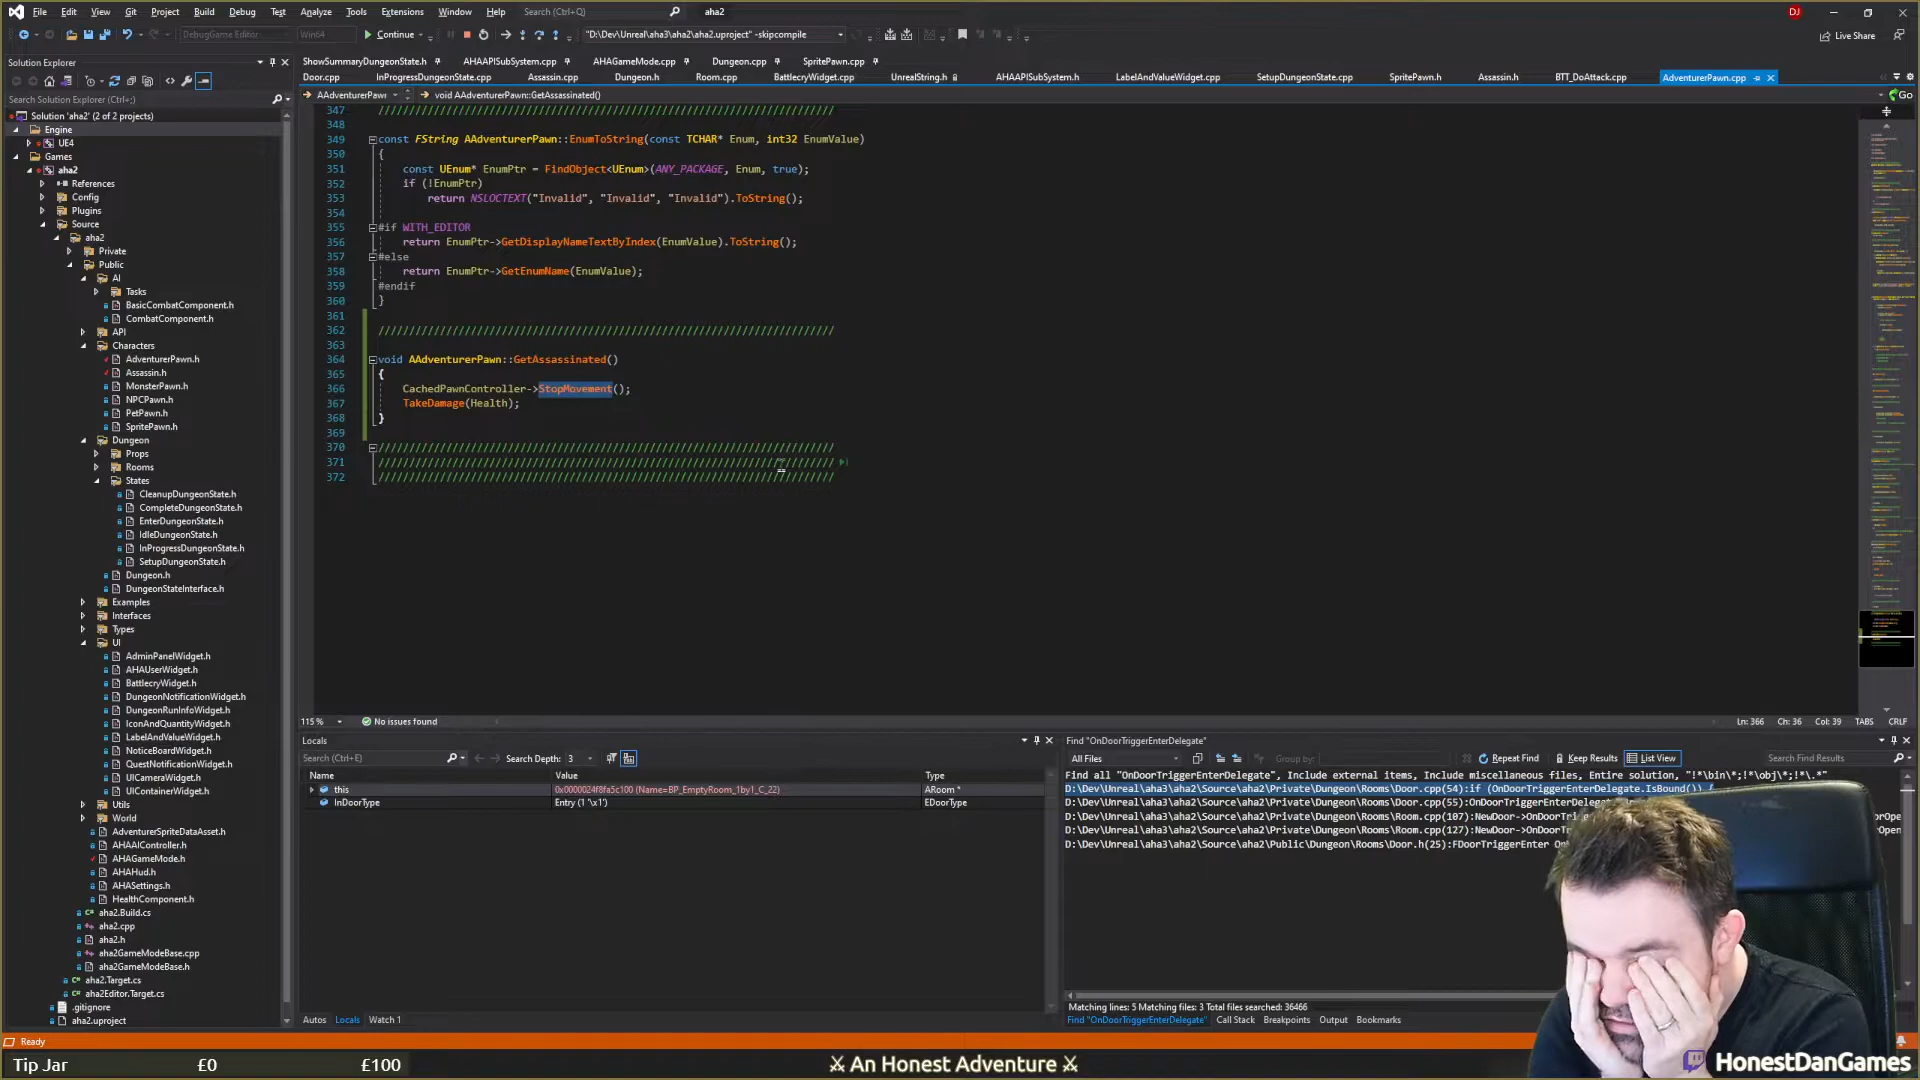 File Edit View Git Project Build Debug Test Analyze Tools Extensions Window Help Search (Ctrl+Q) aha2 DJ
DebugGame Editor Win64 Continue "D:\Dev\Unreal\aha3\aha2\aha2.uproject" -skipcompile Live Share
Solution Explorer
Search Solution Explorer (Ctrl+;)
Solution 'aha2' (2 of 2 projects)
Engine
UE4
Games
aha2
References
Config
Plugins
Source
aha2
Private
Public
AI
Tasks
BasicCombatComponent.h
CombatComponent.h
API
Characters
AdventurerPawn.h
Assassin.h
MonsterPawn.h
NPCPawn.h
PetPawn.h
SpritePawn.h
Dungeon
Props
Rooms
States
CleanupDungeonState.h
CompleteDungeonState.h
EnterDungeonState.h
IdleDungeonState.h
InProgressDungeonState.h
SetupDungeonState.h
Dungeon.h
DungeonStateInterface.h
Examples
Interfaces
Types
UI
AdminPanelWidget.h
AHAUserWidget.h
BattlecryWidget.h
DungeonNotificationWidget.h
DungeonRunInfoWidget.h
IconAndQuantityWidget.h
LabelAndValueWidget.h
NoticeBoardWidget.h
QuestNotificationWidget.h
UICameraWidget.h
UIContainerWidget.h
Utils
World
AdventurerSpriteDataAsset.h
AHAAIController.h
AHAGameMode.h
AHAHud.h
AHASettings.h
HealthComponent.h
aha2.Build.cs
aha2.cpp
aha2.h
aha2GameModeBase.cpp
aha2GameModeBase.h
aha2.Target.cs
aha2Editor.Target.cs
.gitignore
aha2.uproject
ShowSummaryDungeonState.h AHAAPISubSystem.cpp AHAGameMode.cpp Dungeon.cpp SpritePawn.cpp
Door.cpp InProgressDungeonState.cpp Assassin.cpp Dungeon.h Room.cpp BattlecryWidget.cpp UnrealString.h AHAAPISubSystem.h LabelAndValueWidget.cpp SetupDungeonState.cpp SpritePawn.h Assassin.h BTT_DoAttack.cpp AdventurerPawn.cpp
AAdventurerPawn void AAdventurerPawn::GetAssassinated() Go
347 ////////////////////////////////////////////////////////////////////////////
348
349 const FString AAdventurerPawn::EnumToString(const TCHAR* Enum, int32 EnumValue)
350 {
351 const UEnum* EnumPtr = FindObject<UEnum>(ANY_PACKAGE, Enum, true);
352 if (!EnumPtr)
353 return NSLOCTEXT("Invalid", "Invalid", "Invalid").ToString();
354
355 #if WITH_EDITOR
356 return EnumPtr->GetDisplayNameTextByIndex(EnumValue).ToString();
357 #else
358 return EnumPtr->GetEnumName(EnumValue);
359 #endif
360 }
361
362 ////////////////////////////////////////////////////////////////////////////
363
364 void AAdventurerPawn::GetAssassinated()
365 {
366 CachedPawnController->StopMovement();
367 TakeDamage(Health);
368 }
369
370 ////////////////////////////////////////////////////////////////////////////
371 ////////////////////////////////////////////////////////////////////////////
372 ////////////////////////////////////////////////////////////////////////////
115 % No issues found Ln: 366 Ch: 36 Col: 39 TABS CRLF
Locals
Search (Ctrl+E) Search Depth: 3
Name Value Type
this 0x0000024f8fa5c100 (Name=BP_EmptyRoom_1by1_C_22) ARoom *
InDoorType Entry (1 '\x1') EDoorType
Autos Locals Watch 1
Find "OnDoorTriggerEnterDelegate"
All Files Group by: Repeat Find Keep Results List View Search Find Results
Find all "OnDoorTriggerEnterDelegate", Include external items, Include miscellaneous files, Entire solution, "!*\bin\*;!*\obj\*;!*\.*"
D:\Dev\Unreal\aha3\aha2\Source\aha2\Private\Dungeon\Rooms\Door.cpp(54):if (OnDoorTriggerEnterDelegate.IsBound()) {
D:\Dev\Unreal\aha3\aha2\Source\aha2\Private\Dungeon\Rooms\Door.cpp(55):OnDoorTriggerEnterDelegate
D:\Dev\Unreal\aha3\aha2\Source\aha2\Private\Dungeon\Rooms\Room.cpp(107):NewDoor->OnDoorTr
D:\Dev\Unreal\aha3\aha2\Source\aha2\Private\Dungeon\Rooms\Room.cpp(127):NewDoor->OnDoorT
D:\Dev\Unreal\aha3\aha2\Source\aha2\Public\Dungeon\Rooms\Door.h(25):FDoorTriggerEnter On
Matching lines: 5 Matching files: 3 Total files searched: 36466
Find "OnDoorTriggerEnterDelegate" Call Stack Breakpoints Output Bookmarks
Ready
Tip Jar £0 £100 An Honest Adventure HonestDanGames